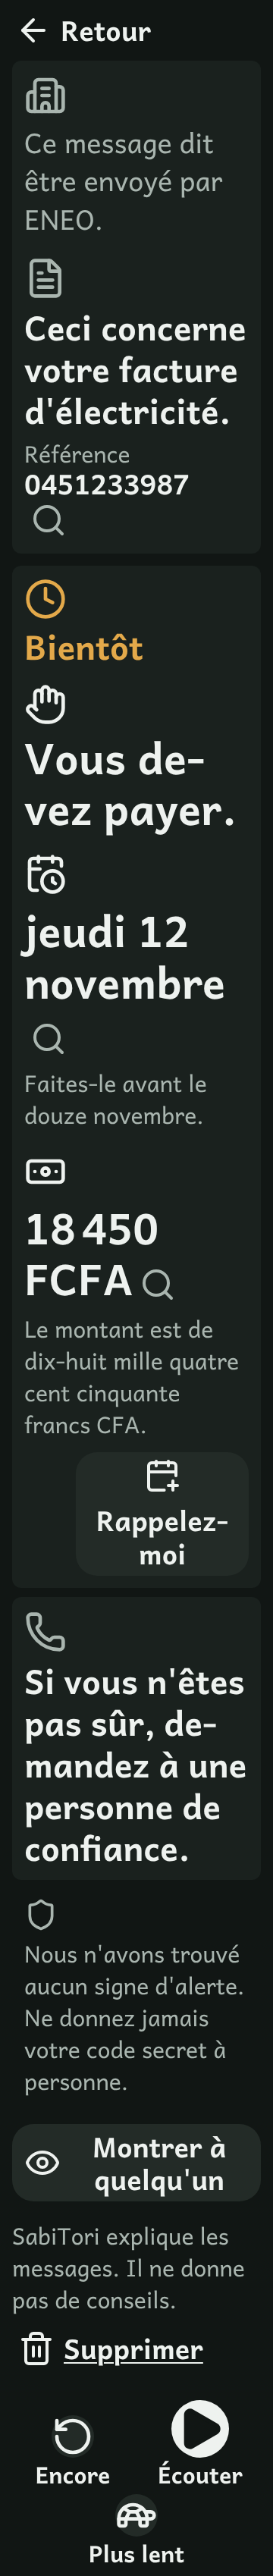 Retour
Ce message dit
être envoyé par
ENEO.
Ceci concerne
votre facture
d'électricité.
Référence
0451233987
Bientôt
Vous de-
vez payer.
jeudi 12
novembre
Faites-le avant le
douze novembre.
18 450
FCFA
Le montant est de
dix-huit mille quatre
cent cinquante
francs CFA.
Rappelez-
moi
Si vous n'êtes
pas sûr, de-
mandez à une
personne de
confiance.
Nous n'avons trouvé
aucun signe d'alerte.
Ne donnez jamais
votre code secret à
personne.
Montrer à
quelqu'un
SabiTori explique les
messages. Il ne donne
pas de conseils.
Supprimer
Encore
Écouter
Plus lent